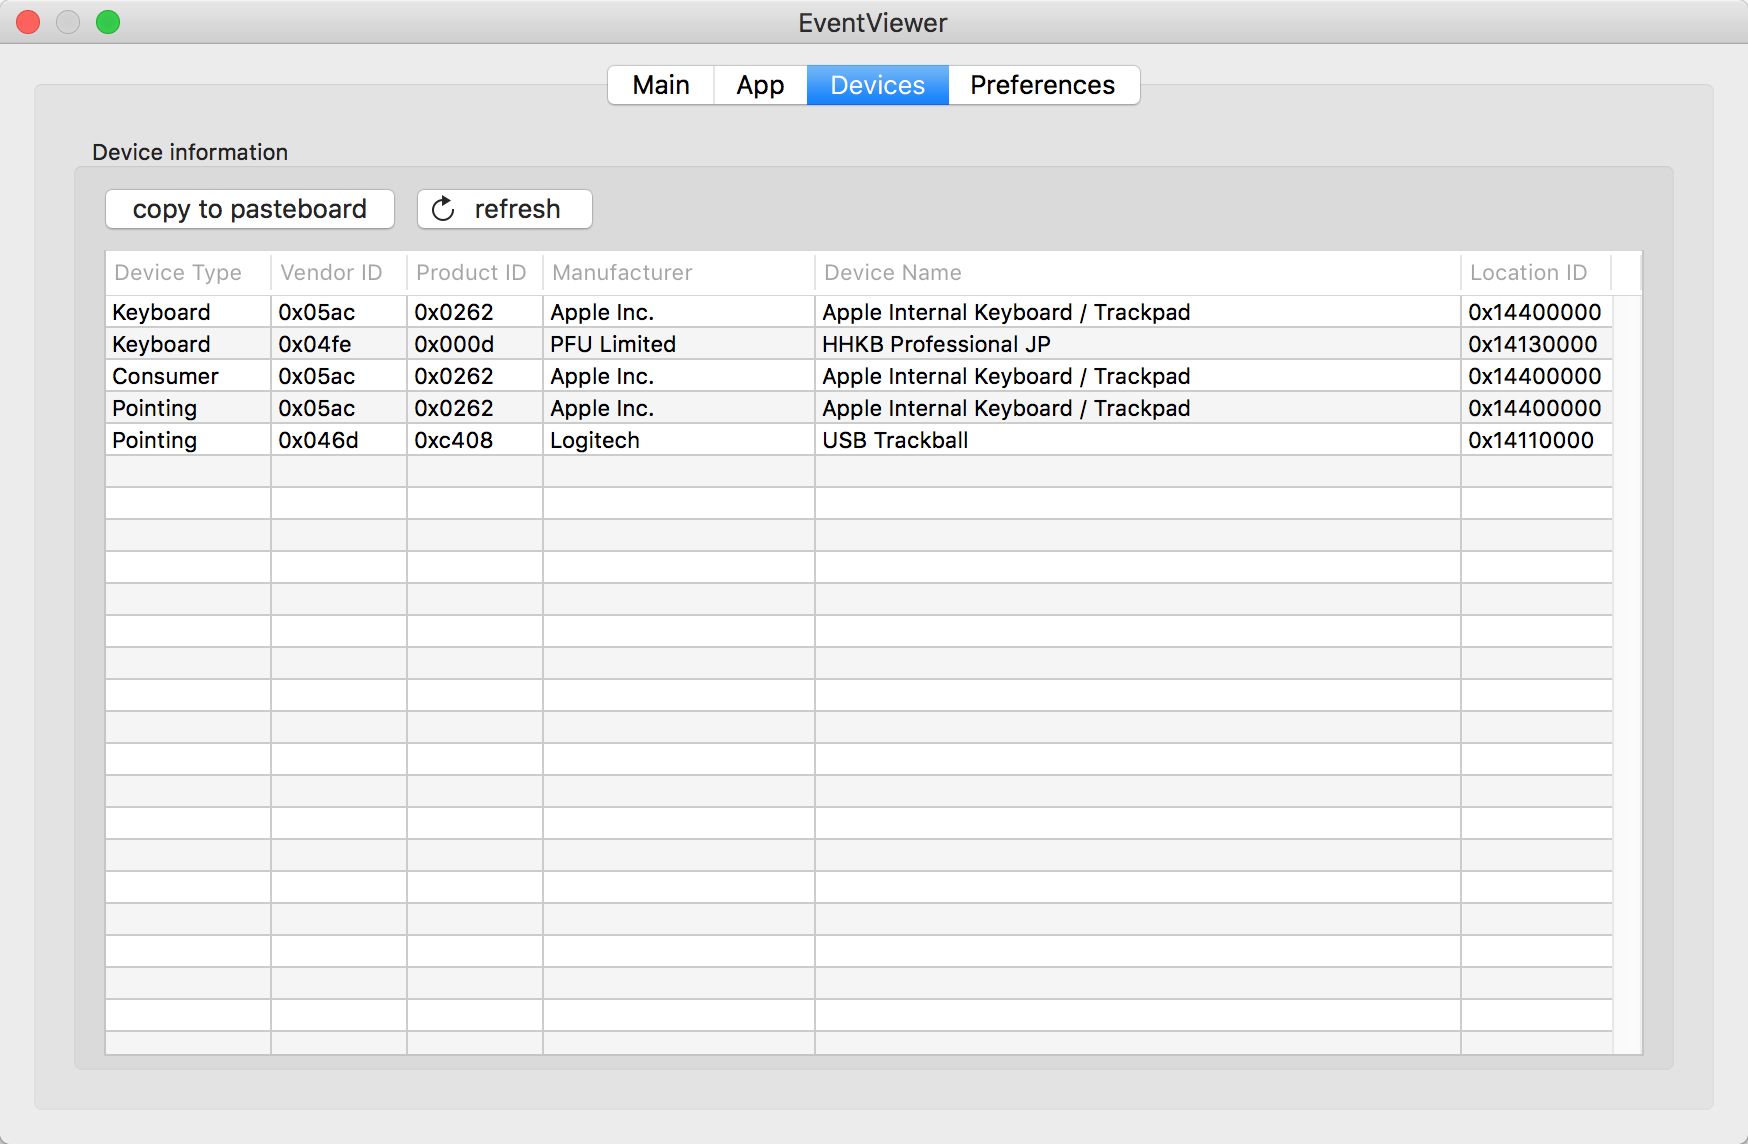 EventViewer
Main App Devices Preferences
Device information
copy to pasteboard refresh
Device Type Vendor ID Product ID Manufacturer Device Name Location ID
Keyboard 0x05ac 0x0262 Apple Inc. Apple Internal Keyboard / Trackpad 0x14400000
Keyboard 0x04fe 0x000d PFU Limited HHKB Professional JP 0x14130000
Consumer 0x05ac 0x0262 Apple Inc. Apple Internal Keyboard / Trackpad 0x14400000
Pointing 0x05ac 0x0262 Apple Inc. Apple Internal Keyboard / Trackpad 0x14400000
Pointing 0x046d 0xc408 Logitech USB Trackball 0x14110000